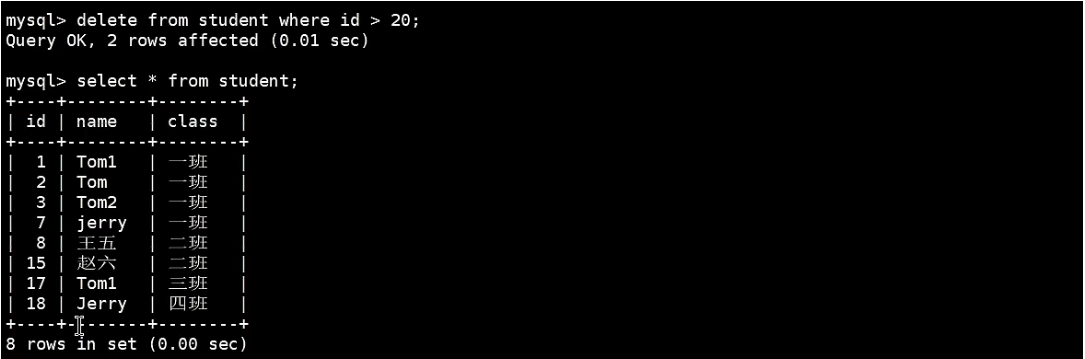 mysql> delete from student where id > 20;
Query OK, 2 rows affected (0.01 sec)

mysql> select * from student;
+----+--------+--------+
| id | name   | class  |
+----+--------+--------+
|  1 | Tom1   | 一班   |
|  2 | Tom    | 一班   |
|  3 | Tom2   | 一班   |
|  7 | jerry  | 一班   |
|  8 | 王五   | 二班   |
| 15 | 赵六   | 二班   |
| 17 | Tom1   | 三班   |
| 18 | Jerry  | 四班   |
+----+--------+--------+
8 rows in set (0.00 sec)